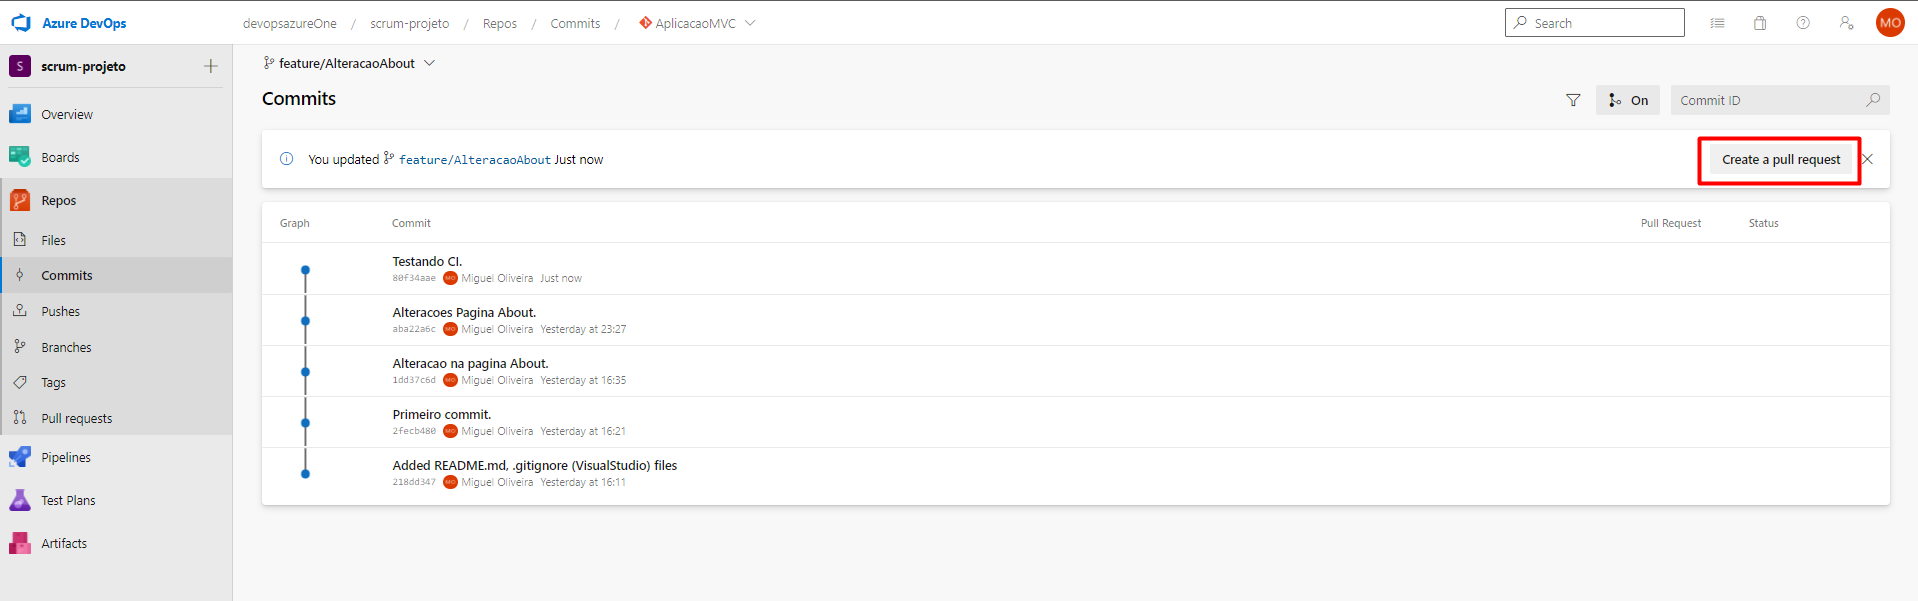 Azure DevOps
devopsazureOne / scrum-projeto / Repos / Commits / AplicacaoMVC
Search
MO
S scrum-projeto
Overview
Boards
Repos
Files
Commits
Pushes
Branches
Tags
Pull requests
Pipelines
Test Plans
Artifacts
feature/AlteracaoAbout
Commits
On
Commit ID
You updated feature/AlteracaoAbout Just now
Create a pull request
Graph Commit Pull Request Status
Testando CI.
80f34aae MO Miguel Oliveira Just now
Alteracoes Pagina About.
aba22a6c MO Miguel Oliveira Yesterday at 23:27
Alteracao na pagina About.
1dd37c6d MO Miguel Oliveira Yesterday at 16:35
Primeiro commit.
2fecb480 MO Miguel Oliveira Yesterday at 16:21
Added README.md, .gitignore (VisualStudio) files
218dd347 MO Miguel Oliveira Yesterday at 16:11